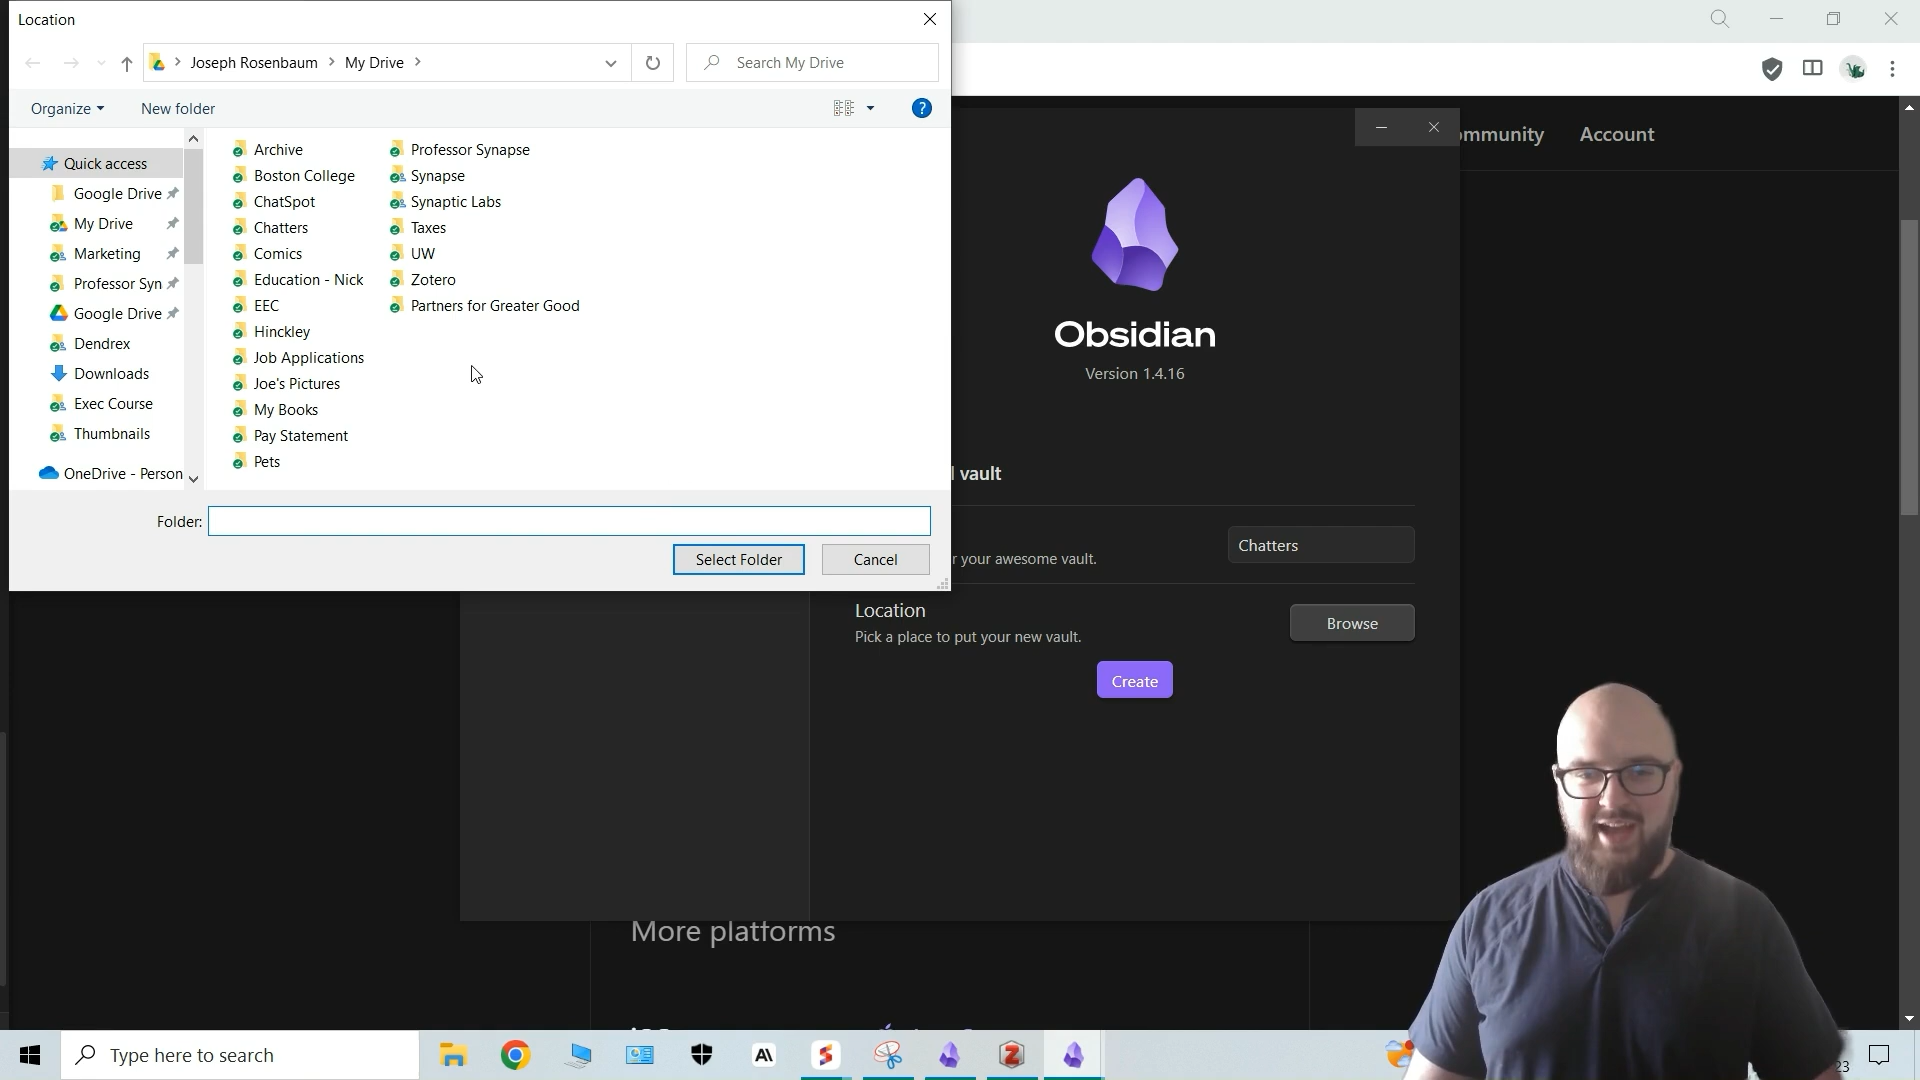 Location
Joseph Rosenbaum
My Drive
Search My Drive
Organize
New folder
?
Quick access
Google Drive
My Drive
Marketing
Professor Syn
Google Drive
Dendrex
Downloads
Exec Course
Thumbnails
OneDrive - Person
Archive
Boston College
ChatSpot
Chatters
Comics
Education - Nick
EEC
Hinckley
Job Applications
Joe's Pictures
My Books
Pay Statement
Pets
Professor Synapse
Synapse
Synaptic Labs
Taxes
UW
Zotero
Partners for Greater Good
Folder:
Select Folder
Cancel
Account
Obsidian
Version 1.4.16
vault
your awesome vault.
Chatters
Location
Pick a place to put your new vault.
Browse
Create
More platforms
Type here to search
23